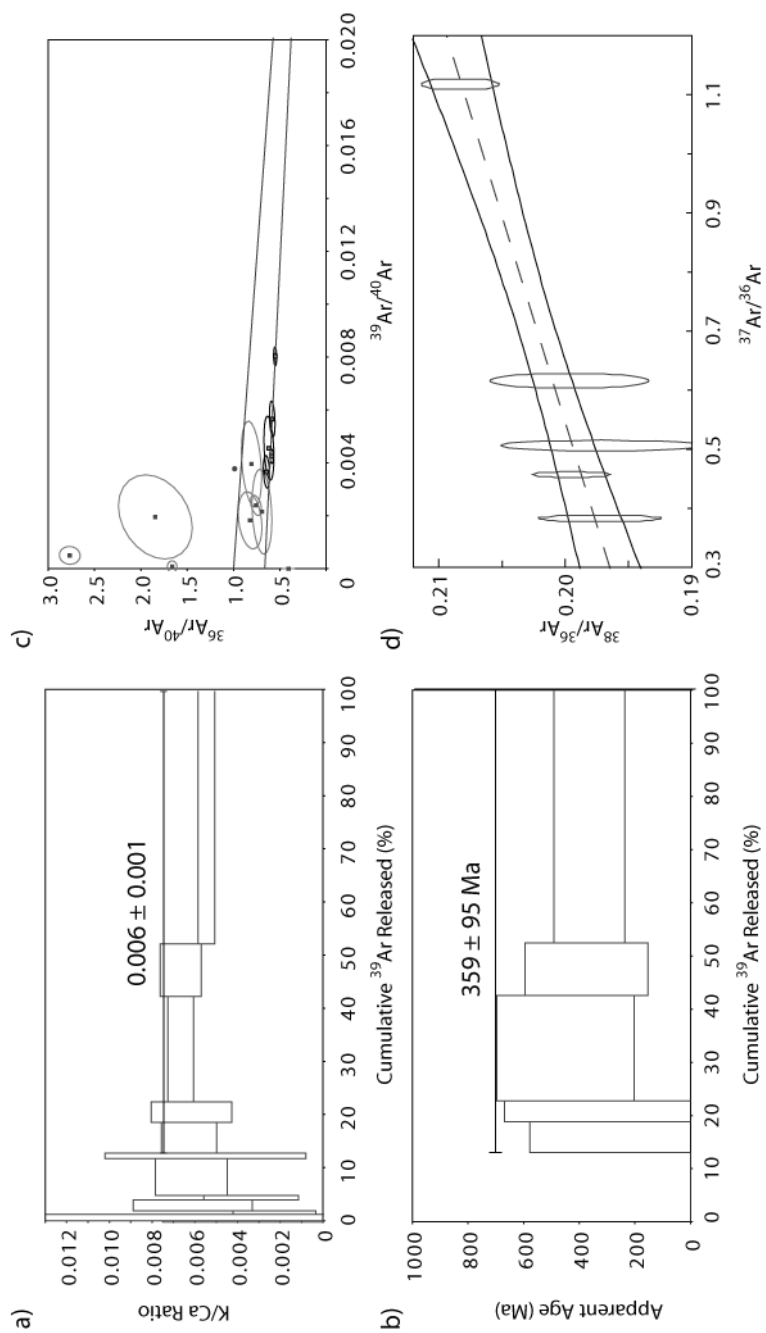 a)
K/Ca Ratio
0.012
0.010
0.008
0.006
0.004
0.002
0
0.006 ± 0.001
0 10 20 30 40 50 60 70 80 90 100
Cumulative ³⁹Ar Released (%)
b)
Apparent Age (Ma)
1000
800
600
400
200
0
359 ± 95 Ma
0 10 20 30 40 50 60 70 80 90 100
Cumulative ³⁹Ar Released (%)
c)
³⁶Ar/⁴⁰Ar
3.0
2.5
2.0
1.5
1.0
0.5
0 0.004 0.008 0.012 0.016 0.020
³⁹Ar/⁴⁰Ar
d)
³⁸Ar/³⁶Ar
0.21
0.20
0.19
0.3 0.5 0.7 0.9 1.1
³⁷Ar/³⁶Ar